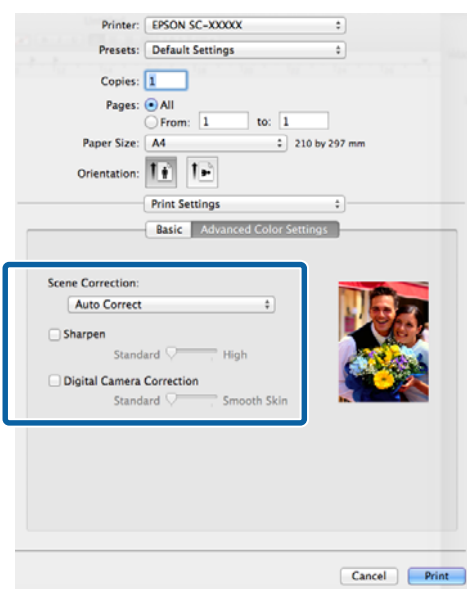 Printer: EPSON SC-XXXXX
Presets: Default Settings
Copies: 1
Pages: All
From: 1 to: 1
Paper Size: A4 210 by 297 mm
Orientation:
Print Settings
Basic Advanced Color Settings
Scene Correction:
Auto Correct
Sharpen
Standard High
Digital Camera Correction
Standard Smooth Skin
Cancel Print